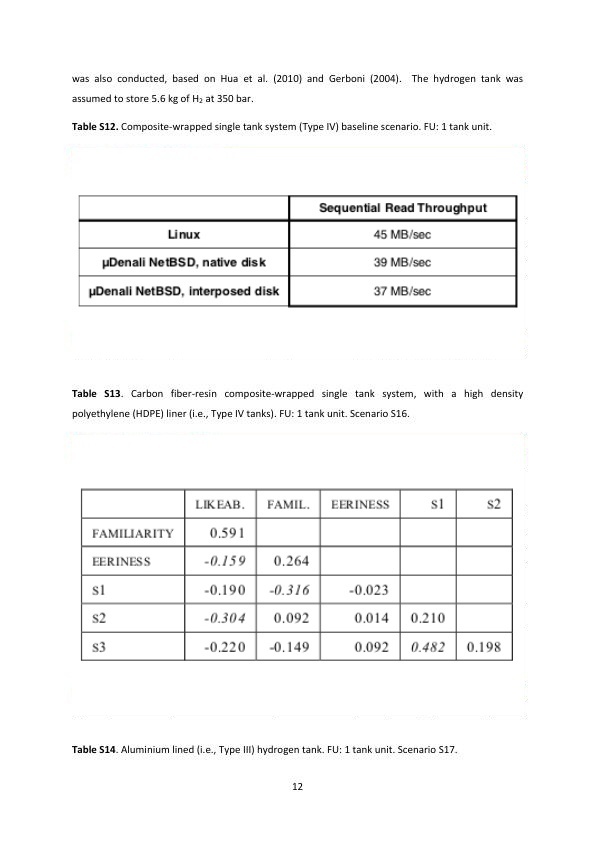 was also conducted, based on Hua et al. (2010) and Gerboni (2004). The hydrogen tank was
assumed to store 5.6 kg of H₂ at 350 bar.
Table S12. Composite-wrapped single tank system (Type IV) baseline scenario. FU: 1 tank unit.
Sequential Read Throughput
Linux 45 MB/sec
µDenali NetBSD, native disk 39 MB/sec
µDenali NetBSD, interposed disk 37 MB/sec
Table S13. Carbon fiber-resin composite-wrapped single tank system, with a high density
polyethylene (HDPE) liner (i.e., Type IV tanks). FU: 1 tank unit. Scenario S16.
LIKEAB. FAMIL. EERINESS S1 S2
FAMILIARITY 0.591
EERINESS -0.159 0.264
S1 -0.190 -0.316 -0.023
S2 -0.304 0.092 0.014 0.210
S3 -0.220 -0.149 0.092 0.482 0.198
Table S14. Aluminium lined (i.e., Type III) hydrogen tank. FU: 1 tank unit. Scenario S17.
12